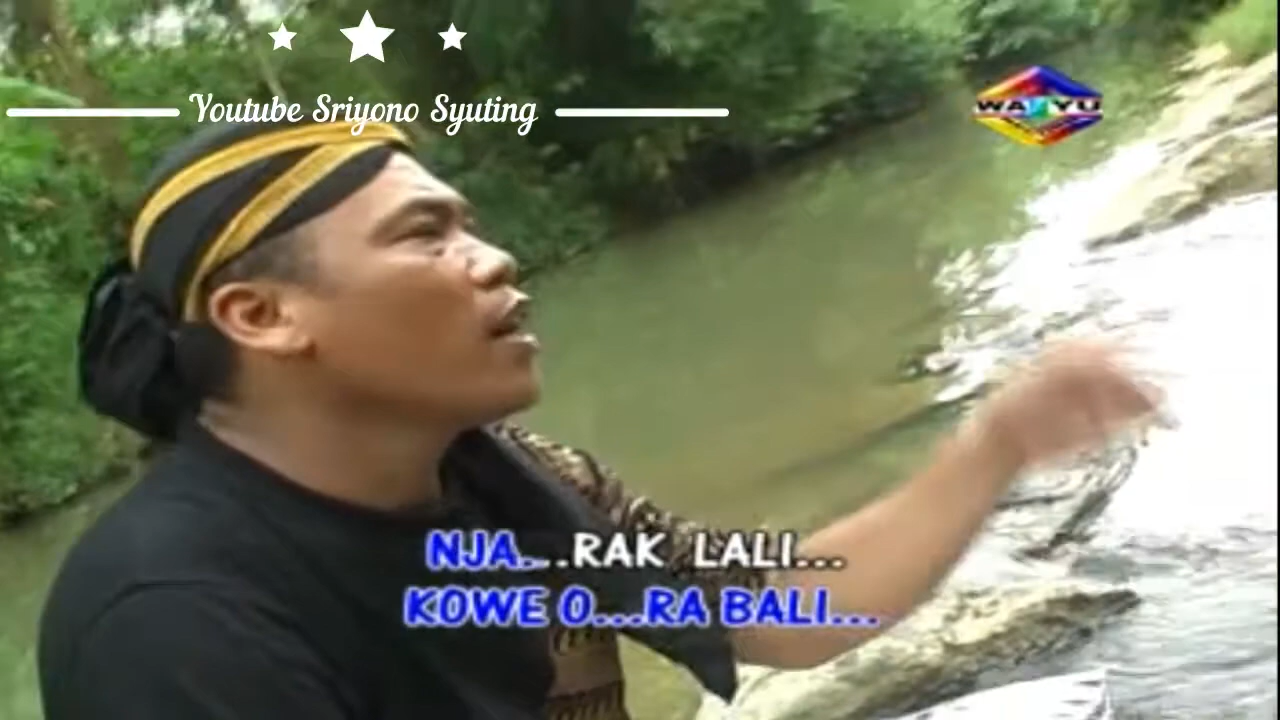 Youtube Sriyono Syuting
WAHYU
NJA...RAK LALI...
KOWE O...RA BALI...